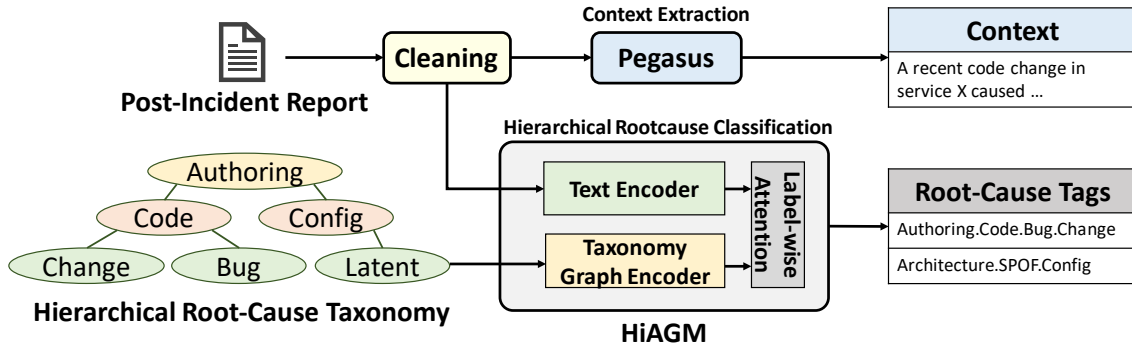 Context Extraction
Cleaning
Pegasus
Context
A recent code change in
service X caused ...
Post-Incident Report
Hierarchical Rootcause Classification
Authoring
Code
Config
Change
Bug
Latent
Hierarchical Root-Cause Taxonomy
Text Encoder
Taxonomy
Graph Encoder
Label-wise
Attention
HiAGM
Root-Cause Tags
Authoring.Code.Bug.Change
Architecture.SPOF.Config